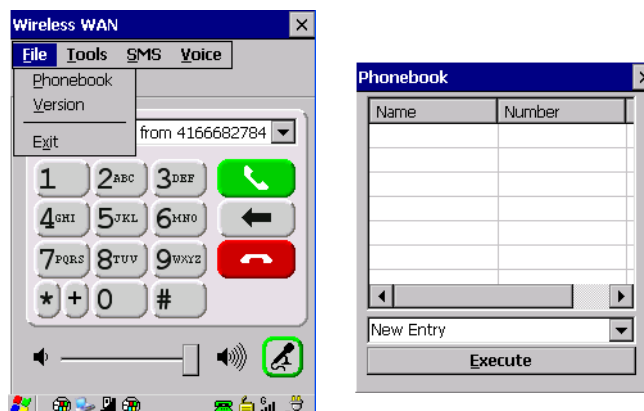 Wireless WAN
File Tools SMS Voice
Phonebook
Version
Exit
from 4166682784
1 2ABC 3DEF
4GHI 5JKL 6MNO
7PQRS 8TUV 9WXYZ
* + 0 #
Phonebook
Name Number
New Entry
Execute